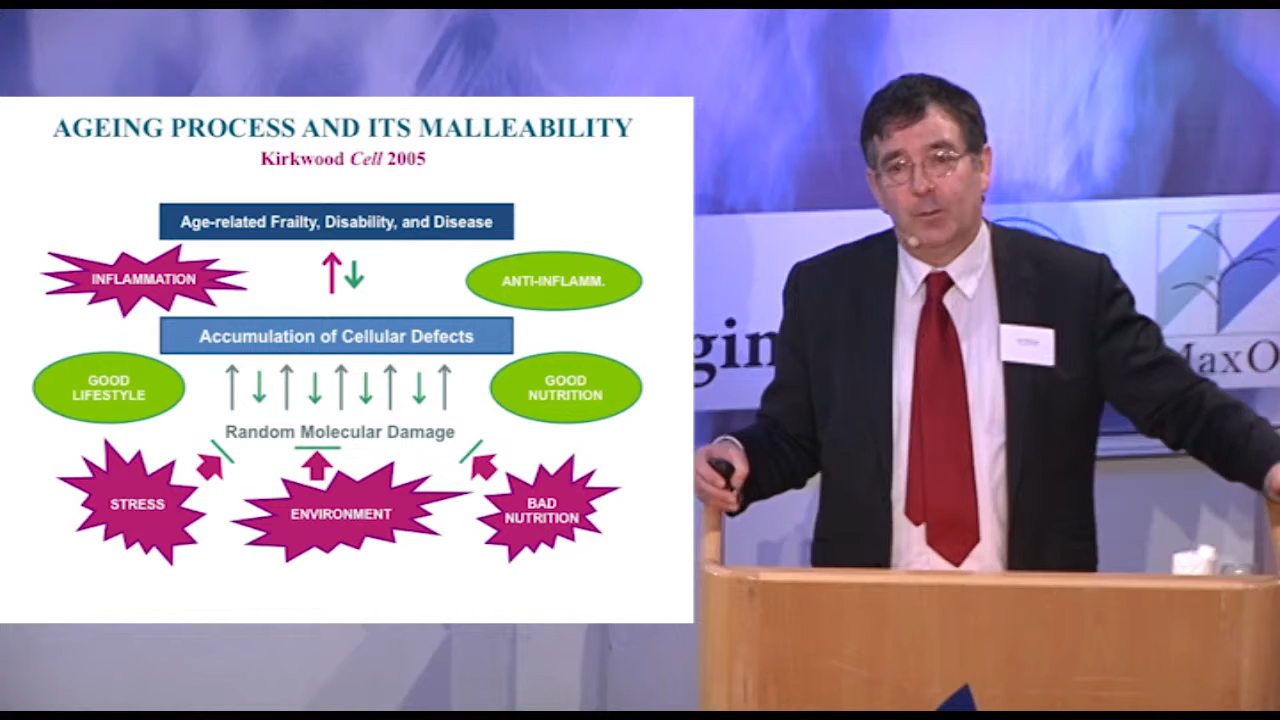 AGEING PROCESS AND ITS MALLEABILITY
Kirkwood Cell 2005
Age-related Frailty, Disability, and Disease
INFLAMMATION
ANTI-INFLAMM.
Accumulation of Cellular Defects
GOOD
LIFESTYLE
GOOD
NUTRITION
Random Molecular Damage
STRESS
ENVIRONMENT
BAD
NUTRITION
gin
MaxO